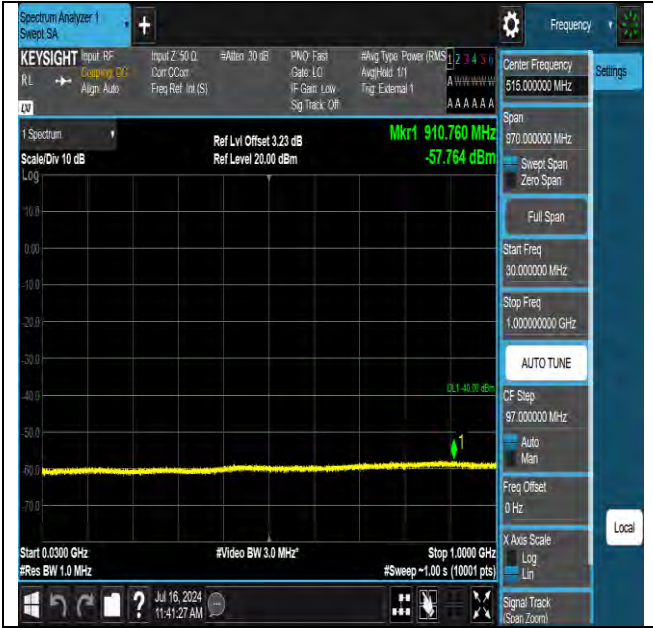 Spectrum Analyzer 1
Swept SA
Frequency
KEYSIGHT
RL
LXI
Input: RF
Coupling: DC
Align: Auto
Input Z: 50 Ω
Corr CCorr
Freq Ref: Int (S)
#Atten: 30 dB
PNO: Fast
Gate: LO
IF Gain: Low
Sig Track: Off
#Avg Type: Power (RMS)
Avg|Hold: 1/1
Trig: External 1
1 2 3 4 5 6
A W W W W W
A A A A A A
1 Spectrum
Scale/Div 10 dB
Ref Lvl Offset 3.23 dB
Ref Level 20.00 dBm
Mkr1 910.760 MHz
-57.764 dBm
Log
10.0
0.00
-10.0
-20.0
-30.0
-40.0
-50.0
-60.0
-70.0
DL1 -40.00 dBm
1
Start 0.0300 GHz
#Res BW 1.0 MHz
#Video BW 3.0 MHz*
Stop 1.0000 GHz
#Sweep ~1.00 s (10001 pts)
Center Frequency
515.000000 MHz
Settings
Span
970.000000 MHz
Swept Span
Zero Span
Full Span
Start Freq
30.000000 MHz
Stop Freq
1.000000000 GHz
AUTO TUNE
CF Step
97.000000 MHz
Auto
Man
Freq Offset
0 Hz
X Axis Scale
Log
Lin
Local
Signal Track
(Span Zoom)
?
Jul 16, 2024
11:41:27 AM